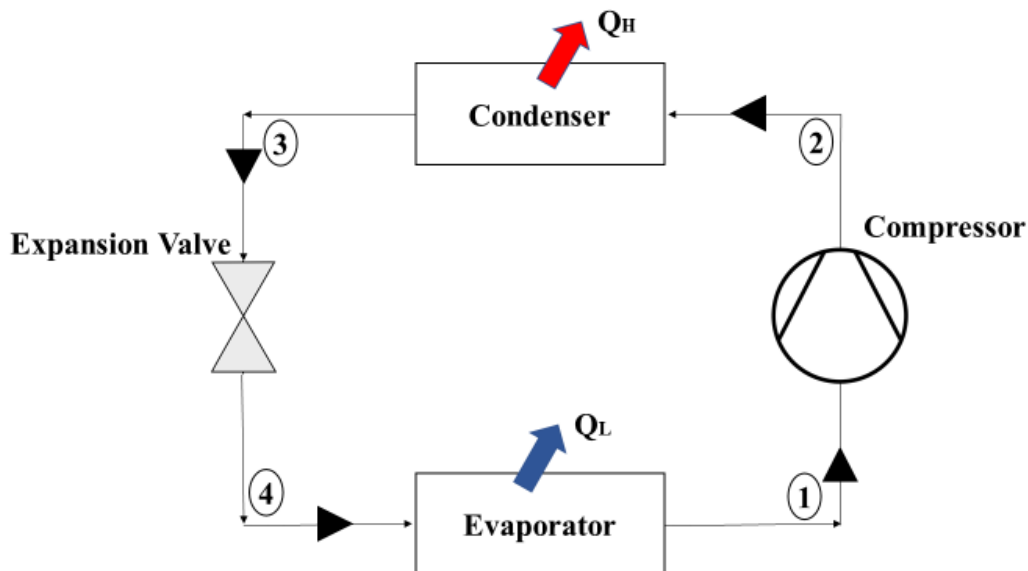 QH
Condenser
3
2
Expansion Valve
Compressor
QL
4
1
Evaporator